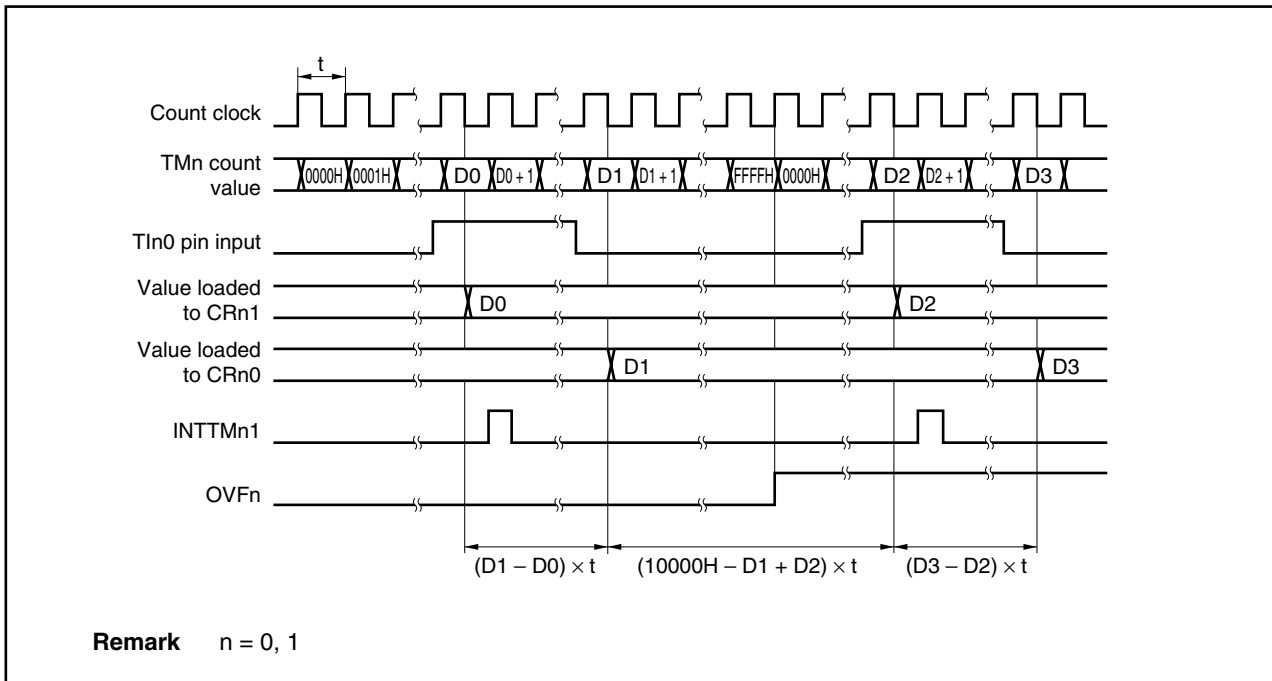 t
Count clock
TMn count
value
0000H 0001H D0 D0 + 1 D1 D1 + 1 FFFFH 0000H D2 D2 + 1 D3
TIn0 pin input
Value loaded
to CRn1
D0 D2
Value loaded
to CRn0
D1 D3
INTTMn1
OVFn
(D1 – D0) × t (10000H – D1 + D2) × t (D3 – D2) × t
Remark n = 0, 1